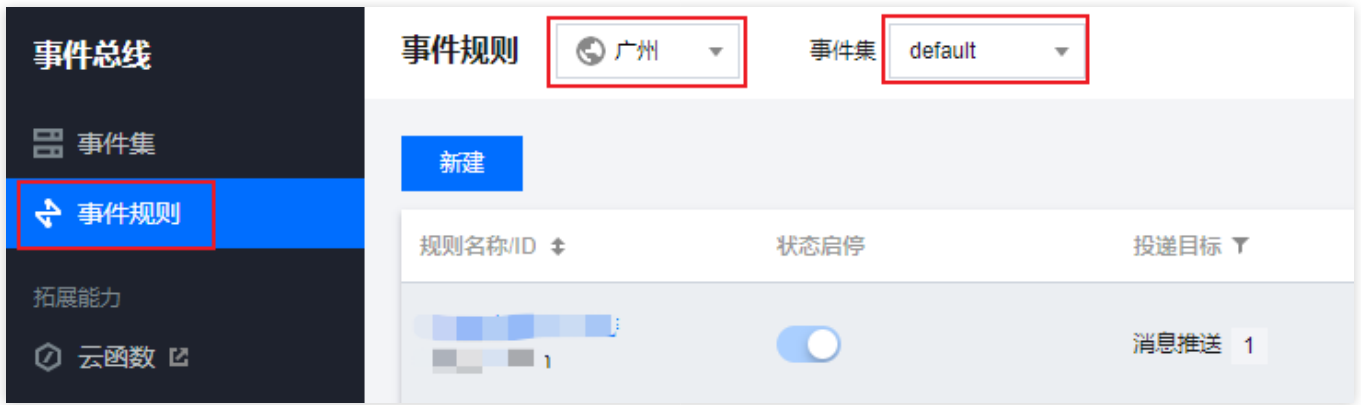 事件总线
事件集
事件规则
拓展能力
云函数
事件规则 广州 事件集 default
新建
规则名称/ID 状态启停 投递目标
消息推送 1